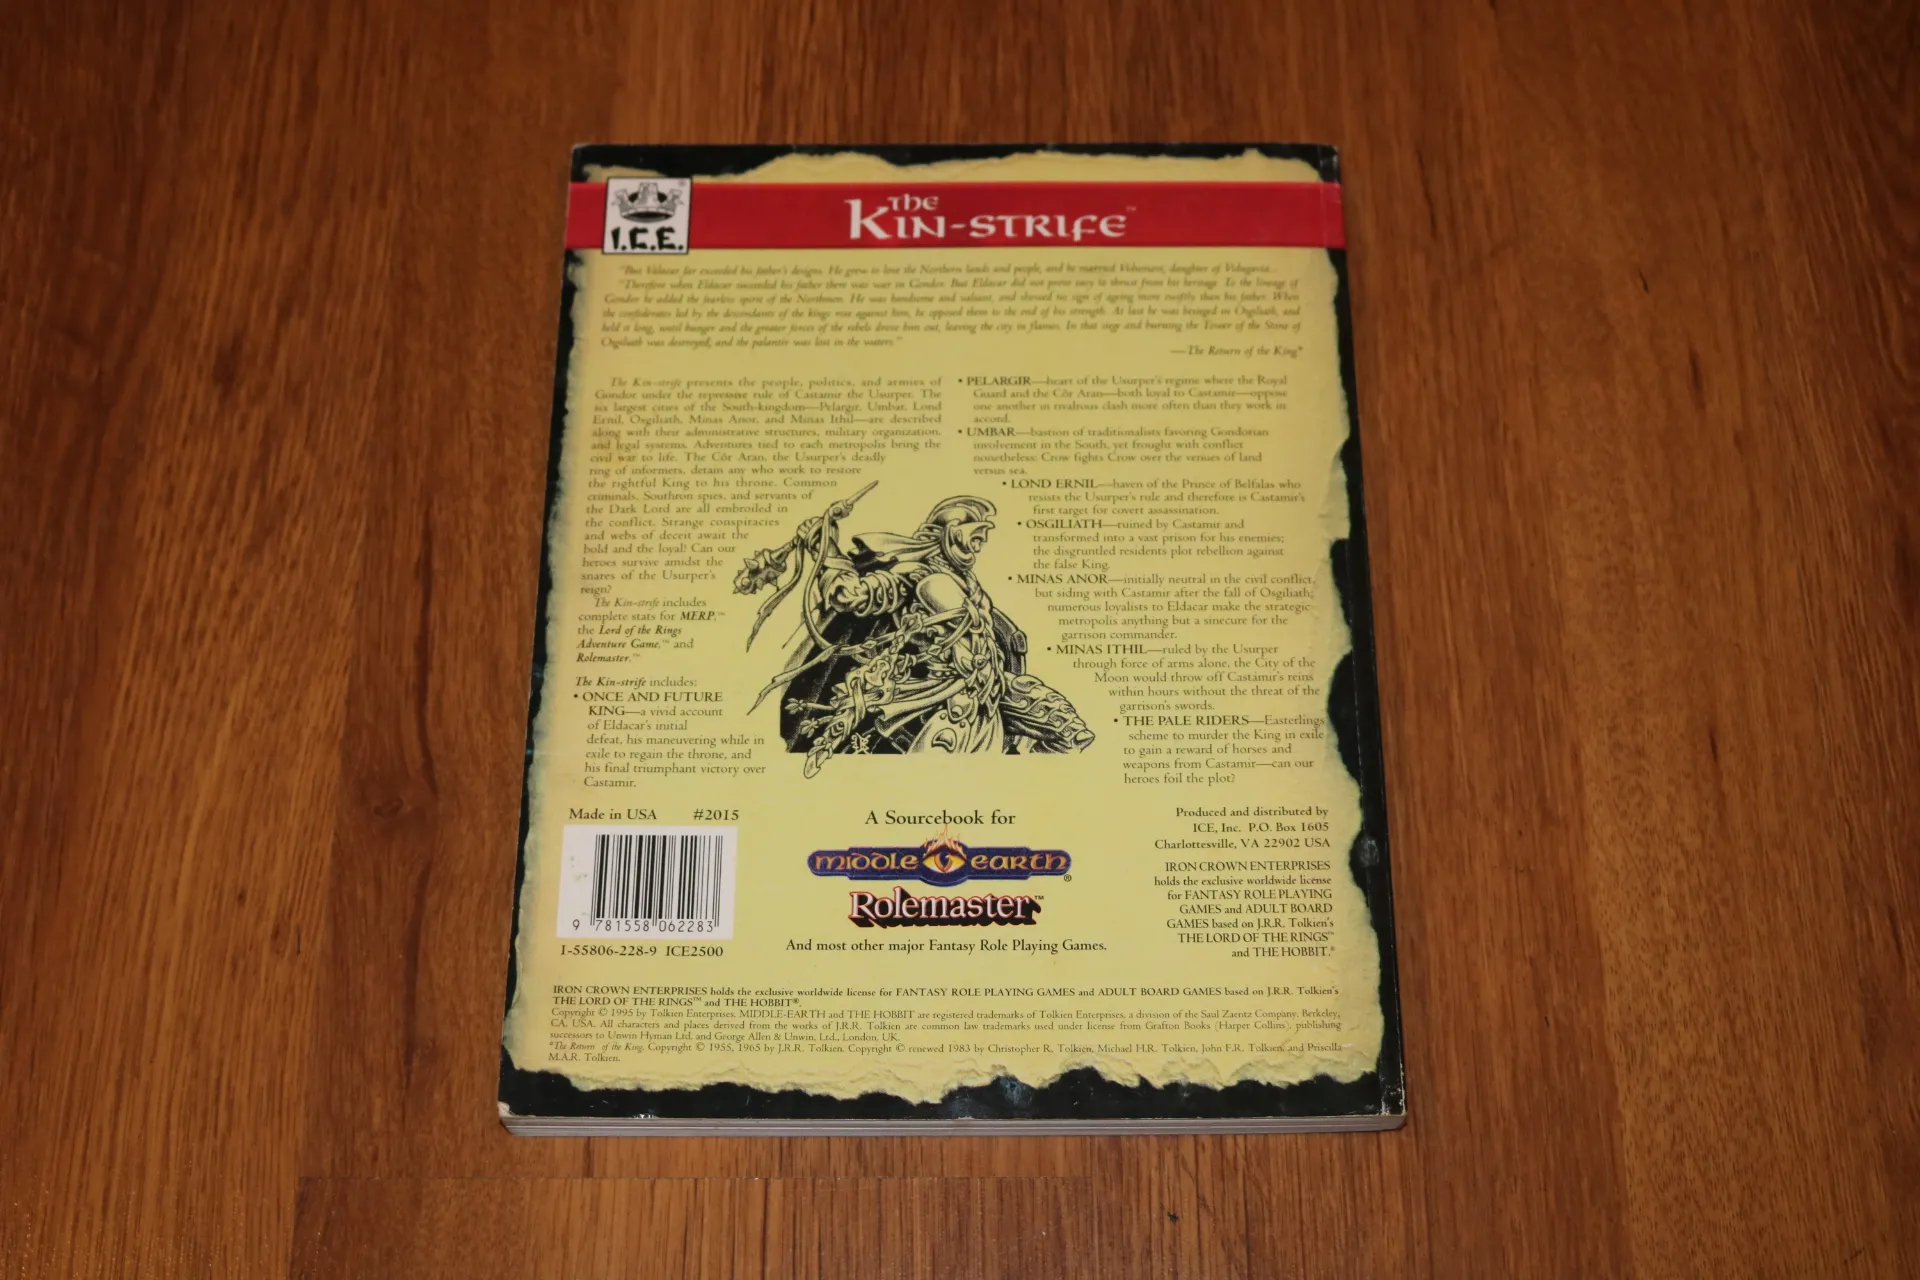 I.C.E.
®
The
Kin-strife™
"But Valacar far exceeded his father's designs. He grew to love the Northern lands and people, and he married Vidumavi, daughter of Vidugavia...
"Therefore when Eldacar succeeded his father there was war in Gondor. But Eldacar did not prove easy to thrust from his heritage. To the lineage of
Gondor he added the fearless spirit of the Northmen. He was handsome and valiant, and showed no sign of ageing more swiftly than his father. When
the confederates led by the descendants of the kings rose against him, he opposed them to the end of his strength. At last he was besieged in Osgiliath, and
held it long, until hunger and the greater forces of the rebels drove him out, leaving the city in flames. In that siege and burning the Tower of the Stone of
Osgiliath was destroyed, and the palantir was lost in the waters."
—The Return of the King*
The Kin-strife presents the people, politics, and armies of
Gondor under the repressive rule of Castamir the Usurper. The
six largest cities of the South-kingdom—Pelargir, Umbar, Lond
Ernil, Osgiliath, Minas Anor, and Minas Ithil—are described
along with their administrative structures, military organization,
and legal systems. Adventures tied to each metropolis bring the
civil war to life. The Côr Aran, the Usurper's deadly
ring of informers, detain any who work to restore
the rightful King to his throne. Common
criminals, Southron spies, and servants of
the Dark Lord are all embroiled in
the conflict. Strange conspiracies
and webs of deceit await the
bold and the loyal! Can our
heroes survive amidst the
snares of the Usurper's
reign?
The Kin-strife includes
complete stats for MERP,™
the Lord of the Rings
Adventure Game,™ and
Rolemaster.™
The Kin-strife includes:
• ONCE AND FUTURE
KING—a vivid account
of Eldacar's initial
defeat, his maneuvering while in
exile to regain the throne, and
his final triumphant victory over
Castamir.
• PELARGIR—heart of the Usurper's regime where the Royal
Guard and the Côr Aran—both loyal to Castamir—oppose
one another in rivalrous clash more often than they work in
accord.
• UMBAR—bastion of traditionalists favoring Gondorian
involvement in the South, yet frought with conflict
nonetheless: Crow fights Crow over the venues of land
versus sea.
• LOND ERNIL—haven of the Prince of Belfalas who
resists the Usurper's rule and therefore is Castamir's
first target for covert assassination.
• OSGILIATH—ruined by Castamir and
transformed into a vast prison for his enemies;
the disgruntled residents plot rebellion against
the false King.
• MINAS ANOR—initially neutral in the civil conflict,
but siding with Castamir after the fall of Osgiliath;
numerous loyalists to Eldacar make the strategic
metropolis anything but a sinecure for the
garrison commander.
• MINAS ITHIL—ruled by the Usurper
through force of arms alone, the City of the
Moon would throw off Castamir's reins
within hours without the threat of the
garrison's swords.
• THE PALE RIDERS—Easterlings
scheme to murder the King in exile
to gain a reward of horses and
weapons from Castamir—can our
heroes foil the plot?
Made in USA #2015
9 781558 062283
1-55806-228-9 ICE2500
A Sourcebook for
MIDDLE EARTH®
Rolemaster™
And most other major Fantasy Role Playing Games.
Produced and distributed by
ICE, Inc. P.O. Box 1605
Charlottesville, VA 22902 USA
IRON CROWN ENTERPRISES
holds the exclusive worldwide license
for FANTASY ROLE PLAYING
GAMES and ADULT BOARD
GAMES based on J.R.R. Tolkien's
THE LORD OF THE RINGS™
and THE HOBBIT.®
IRON CROWN ENTERPRISES holds the exclusive worldwide license for FANTASY ROLE PLAYING GAMES and ADULT BOARD GAMES based on J.R.R. Tolkien's
THE LORD OF THE RINGS™ and THE HOBBIT®.
Copyright © 1995 by Tolkien Enterprises. MIDDLE-EARTH and THE HOBBIT are registered trademarks of Tolkien Enterprises, a division of the Saul Zaentz Company, Berkeley,
CA, USA. All characters and places derived from the works of J.R.R. Tolkien are common law trademarks used under license from Grafton Books (Harper Collins), publishing
successors to Unwin Hyman Ltd. and George Allen & Unwin, Ltd., London, UK.
*The Return of the King. Copyright © 1955, 1965 by J.R.R. Tolkien. Copyright © renewed 1983 by Christopher R. Tolkien, Michael H.R. Tolkien, John F.R. Tolkien, and Priscilla
M.A.R. Tolkien.